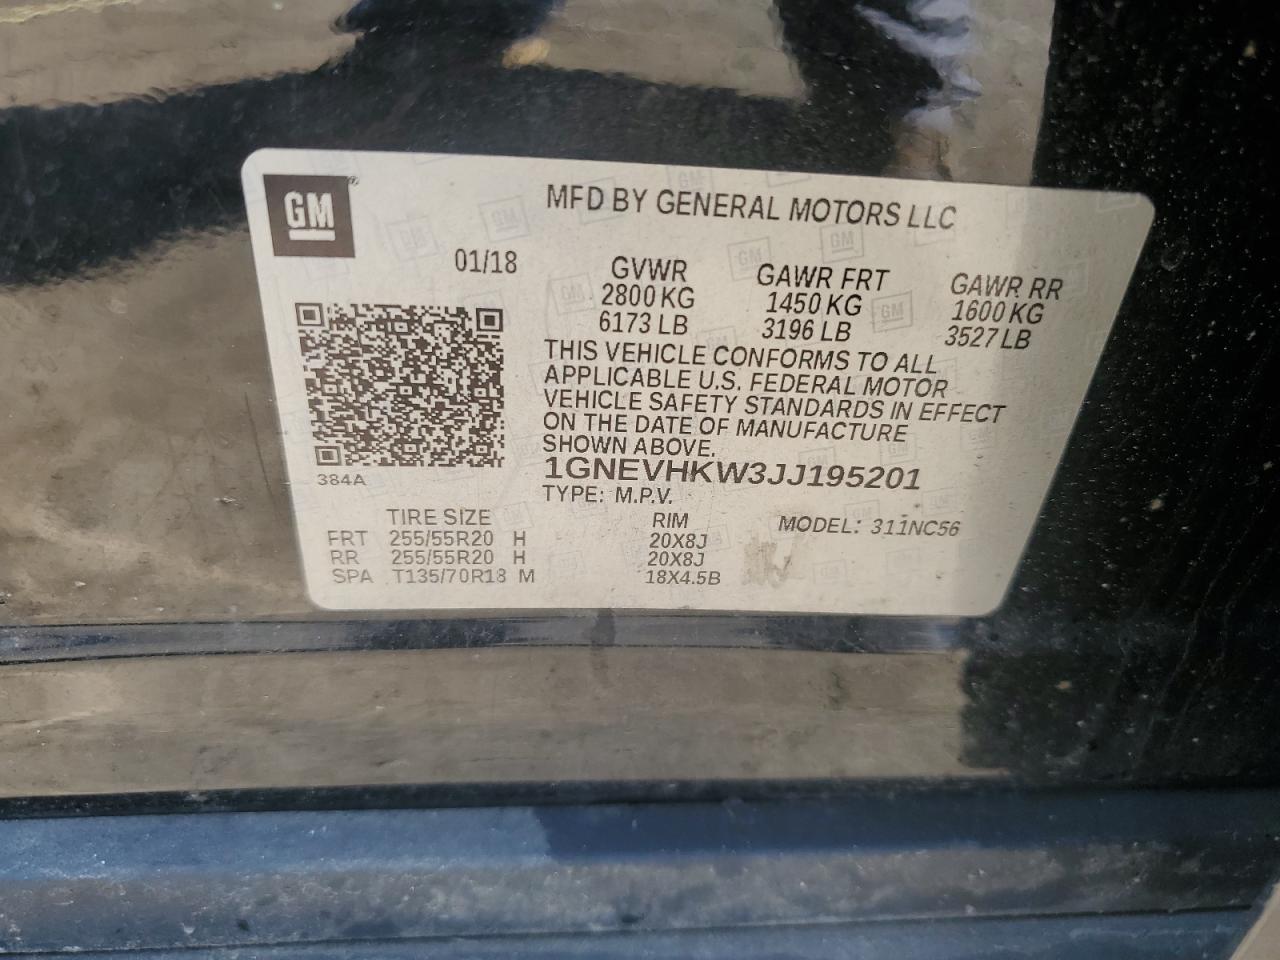 GM®
MFD BY GENERAL MOTORS LLC
01/18
GVWR GAWR FRT GAWR RR
2800 KG 1450 KG 1600 KG
6173 LB 3196 LB 3527 LB
THIS VEHICLE CONFORMS TO ALL
APPLICABLE U.S. FEDERAL MOTOR
VEHICLE SAFETY STANDARDS IN EFFECT
ON THE DATE OF MANUFACTURE
SHOWN ABOVE.
384A
1GNEVHKW3JJ195201
TYPE: M.P.V.
TIRE SIZE RIM MODEL: 311NC56
FRT 255/55R20 H 20X8J
RR 255/55R20 H 20X8J
SPA T135/70R18 M 18X4.5B